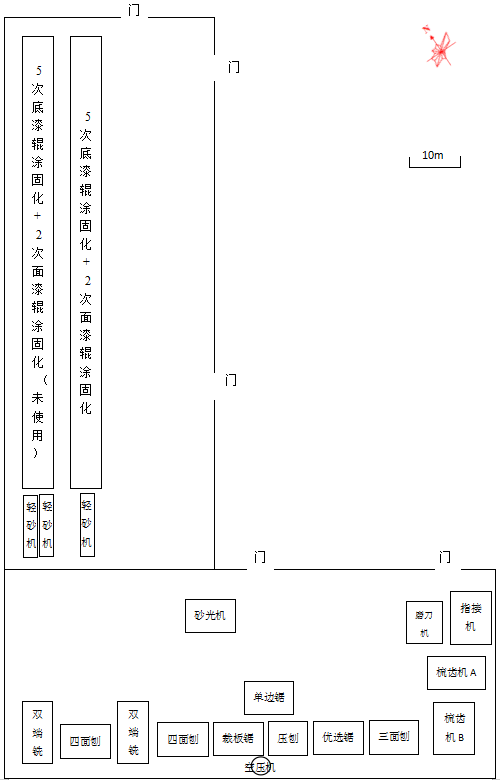 门
门
10m
5次底漆辊涂固化+2次面漆辊涂固化（未使用）
5次底漆辊涂固化+2次面漆辊涂固化
门
轻砂机
轻砂机
轻砂机
门
门
砂光机
磨刀机
指接机
梳齿机A
单边锯
双端铣
四面刨
双端铣
四面刨
裁板锯
压刨
优选锯
三面刨
梳齿机B
空压机